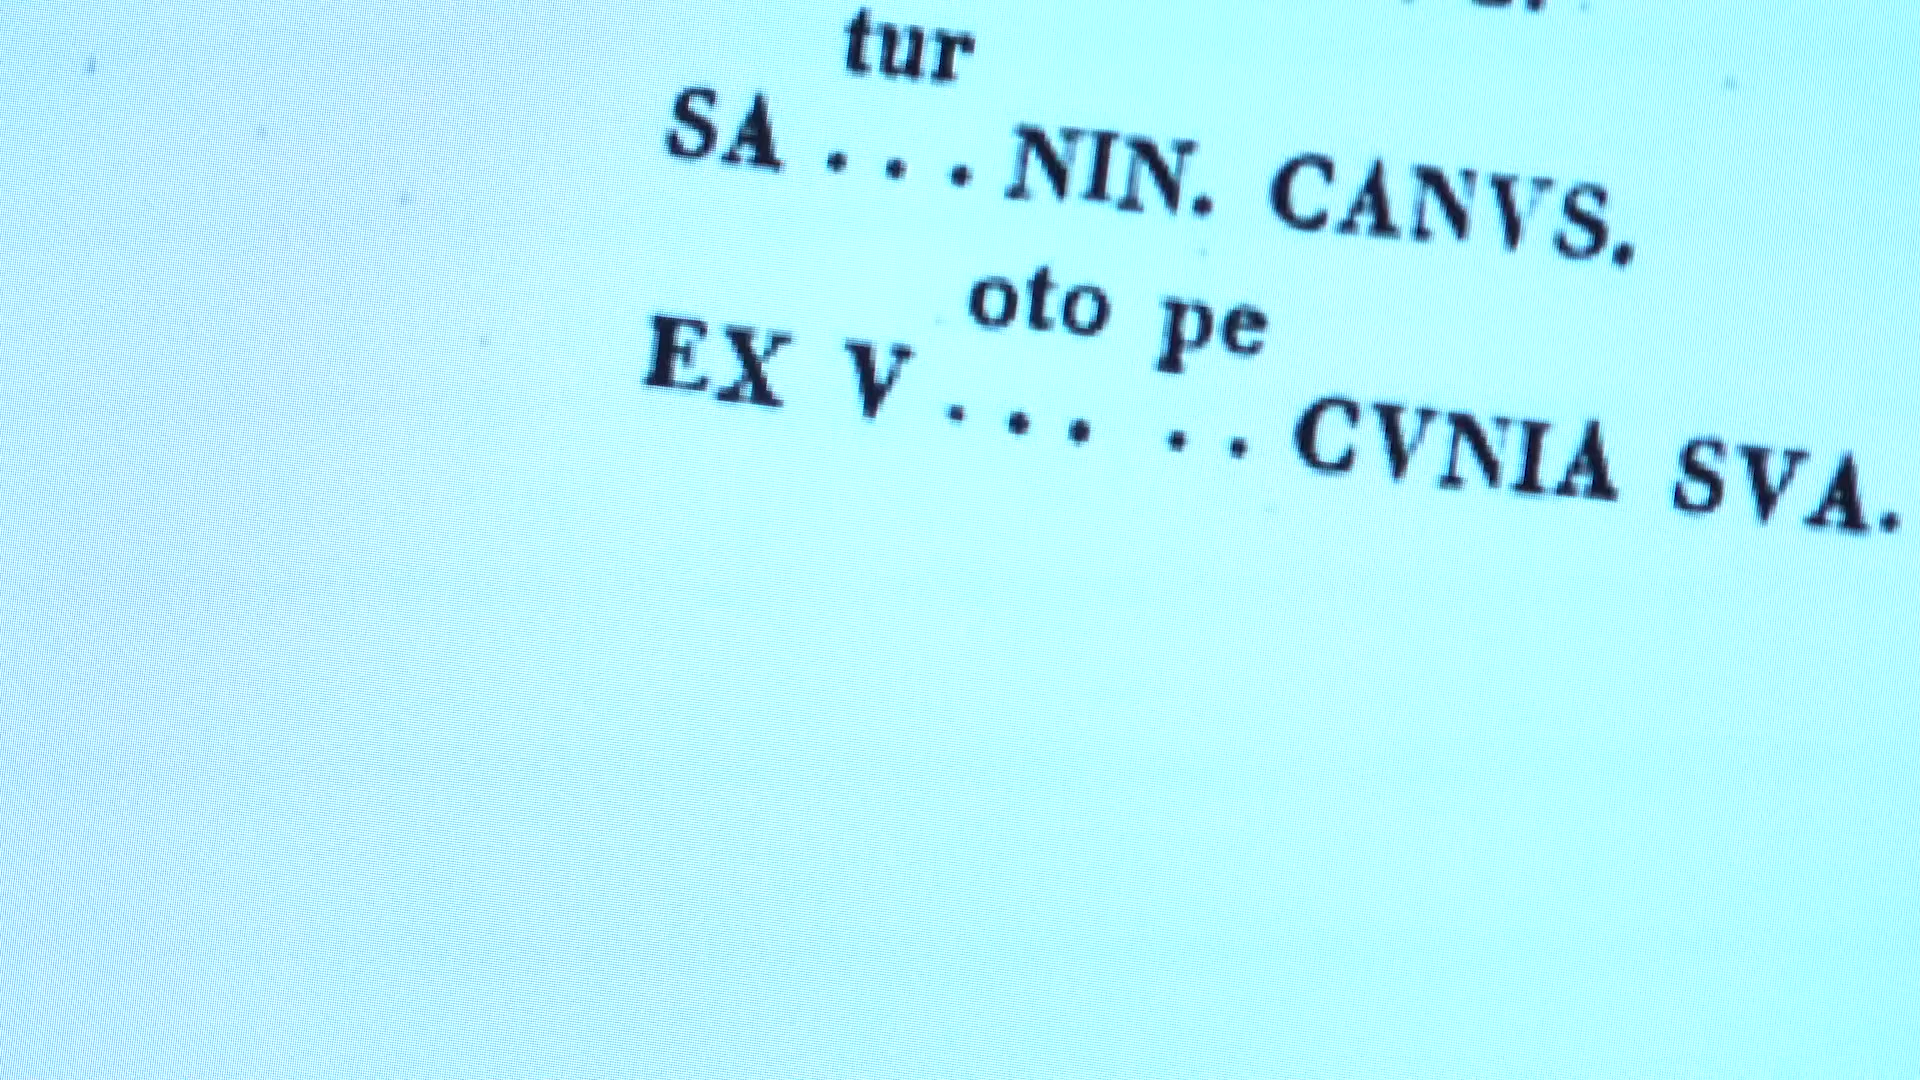 tur
SA . . . NIN. CANVS.
oto pe
EX V . . . . . CVNIA SVA.